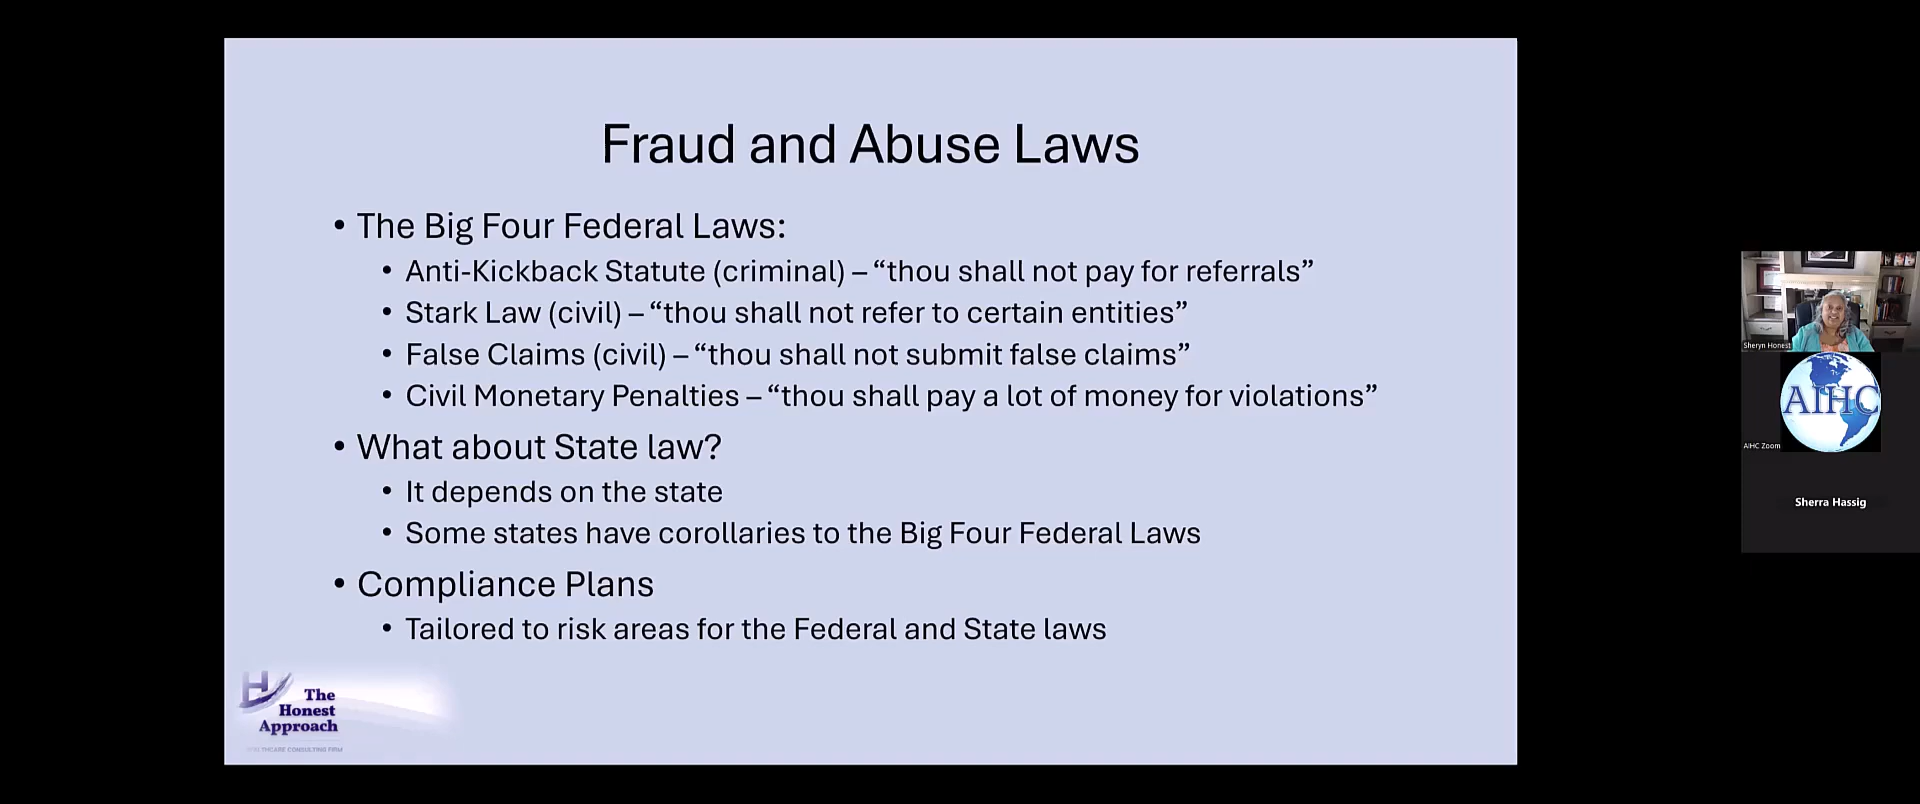 Fraud and Abuse Laws
• The Big Four Federal Laws:
• Anti-Kickback Statute (criminal) – “thou shall not pay for referrals”
• Stark Law (civil) – “thou shall not refer to certain entities”
• False Claims (civil) – “thou shall not submit false claims”
• Civil Monetary Penalties – “thou shall pay a lot of money for violations”
• What about State law?
• It depends on the state
• Some states have corollaries to the Big Four Federal Laws
• Compliance Plans
• Tailored to risk areas for the Federal and State laws
H
The
Honest
Approach
CONSULTING FIRM
Sheryn Honest
AIHC
AIHC Zoom
Sherra Hassig